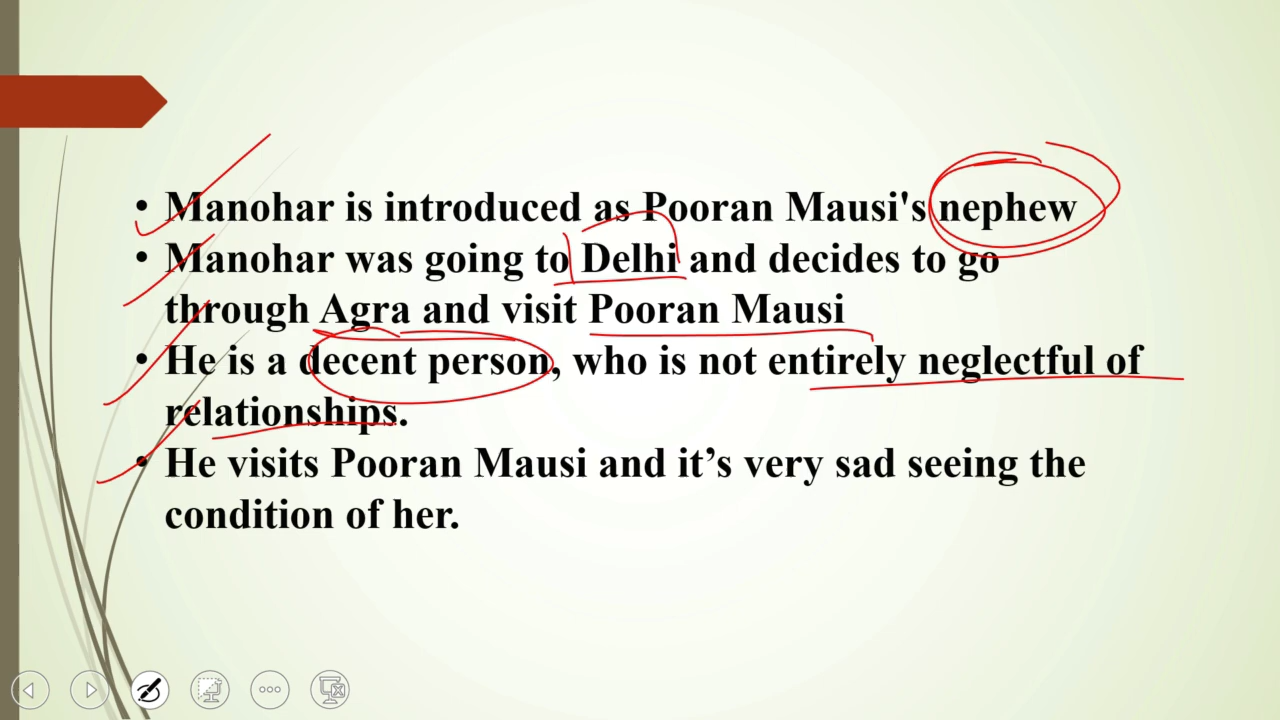 • Manohar is introduced as Pooran Mausi's nephew
• Manohar was going to Delhi and decides to go
through Agra and visit Pooran Mausi
• He is a decent person, who is not entirely neglectful of
relationships.
• He visits Pooran Mausi and it’s very sad seeing the
condition of her.